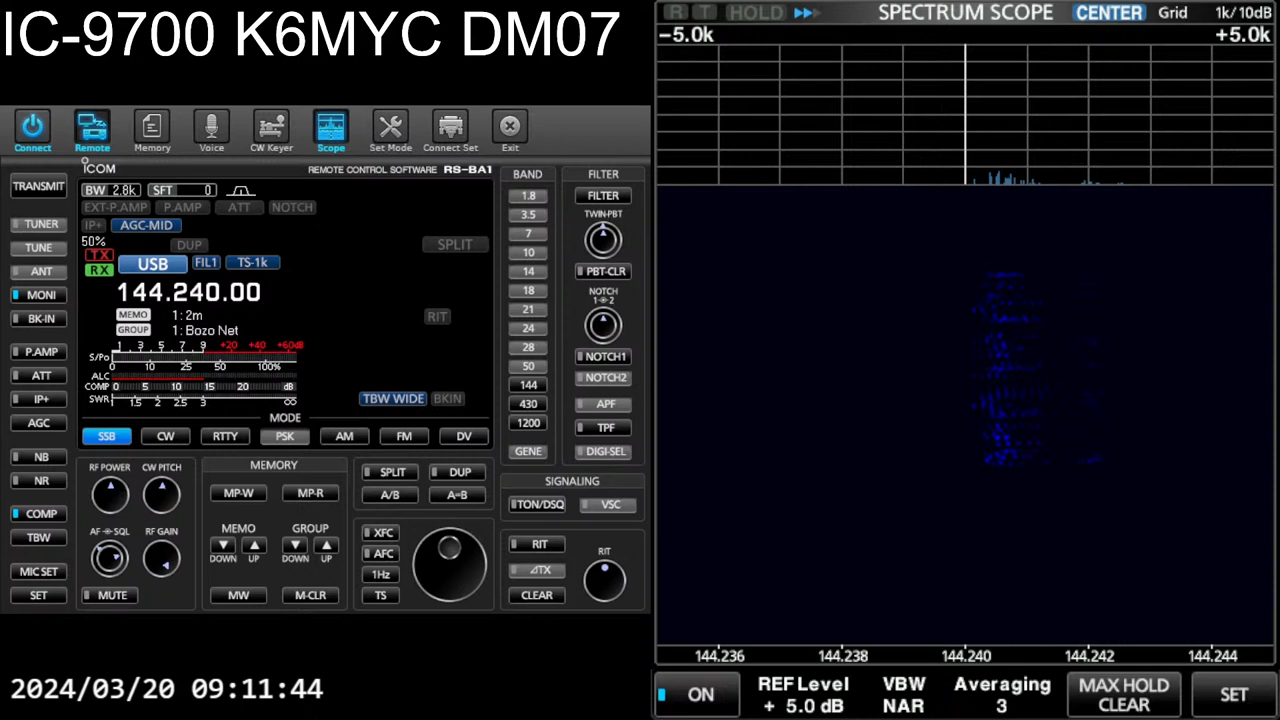 IC-9700 K6MYC DM07
R T HOLD SPECTRUM SCOPE CENTER Grid 1k/10dB
-5.0k +5.0k
Connect Remote Memory Voice CW Keyer Scope Set Mode Connect Set Exit
ICOM REMOTE CONTROL SOFTWARE RS-BA1
TRANSMIT
TUNER
TUNE
ANT
MONI
BK-IN
P.AMP
ATT
IP+
AGC
NB
NR
COMP
TBW
MIC SET
SET
BW 2.8k SFT 0
EXT-P.AMP P.AMP ATT NOTCH
IP+ AGC-MID
50% DUP SPLIT
TX
RX USB FIL1 TS-1k
144.240.00
MEMO 1: 2m
GROUP 1: Bozo Net RIT
1 3 5 7 9 +20 +40 +60dB
S/Po
0 10 25 50 100%
ALC
COMP 0 5 10 15 20 dB
SWR 1 1.5 2 2.5 3 ∞
TBW WIDE BKIN
MODE
SSB CW RTTY PSK AM FM DV
BAND
1.8
3.5
7
10
14
18
21
24
28
50
144
430
1200
GENE
FILTER
FILTER
TWIN-PBT
PBT-CLR
NOTCH
1 2
NOTCH1
NOTCH2
APF
TPF
DIGI-SEL
RF POWER CW PITCH
AF SQL RF GAIN
MUTE
MEMORY
MP-W MP-R
MEMO GROUP
DOWN UP DOWN UP
MW M-CLR
SPLIT DUP
A/B A=B
XFC
AFC
1Hz
TS
SIGNALING
TON/DSQ VSC
RIT RIT
⊿TX
CLEAR
144.236 144.238 144.240 144.242 144.244
2024/03/20 09:11:44
ON REF Level VBW Averaging MAX HOLD SET
+ 5.0 dB NAR 3 CLEAR